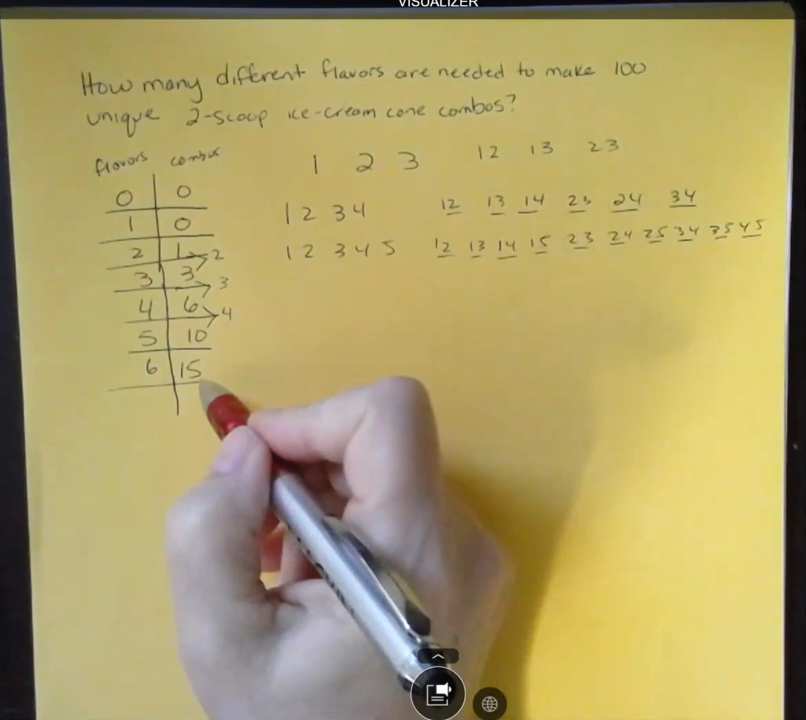 VISUALIZER
How many different flavors are needed to make 100
unique 2-scoop ice-cream cone combos?
flavors combos
0 0
1 0
2 1 2
3 3 3
4 6 4
5 10
6 15
1 2 3 12 13 23
1 2 3 4 12 13 14 23 24 34
1 2 3 4 5 12 13 14 15 23 24 25 34 35 45